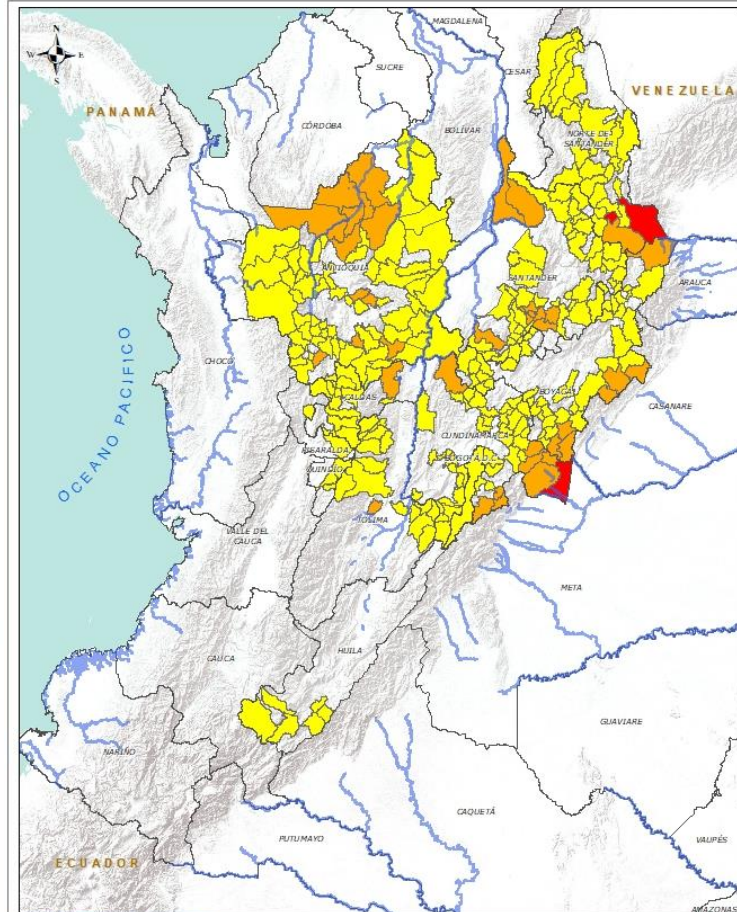 MAGDALENA
N
W E
S
SUCRE
CESAR
VENEZUELA
PANAMÁ
CÓRDOBA
BOLÍVAR
NORTE DE
SANTANDER
ANTIOQUIA
SANTANDER
ARAUCA
CHOCÓ
OCEANO PACIFICO
BOYACÁ
CALDAS
CASANARE
CUNDINAMARCA
RISARALDA
BOGOTÁ D.C.
QUINDIO
TOLIMA
VALLE DEL
CAUCA
META
HUILA
CAUCA
GUAVIARE
NARIÑO
CAQUETÁ
PUTUMAYO
VAUPÉS
ECUADOR
AMAZONAS